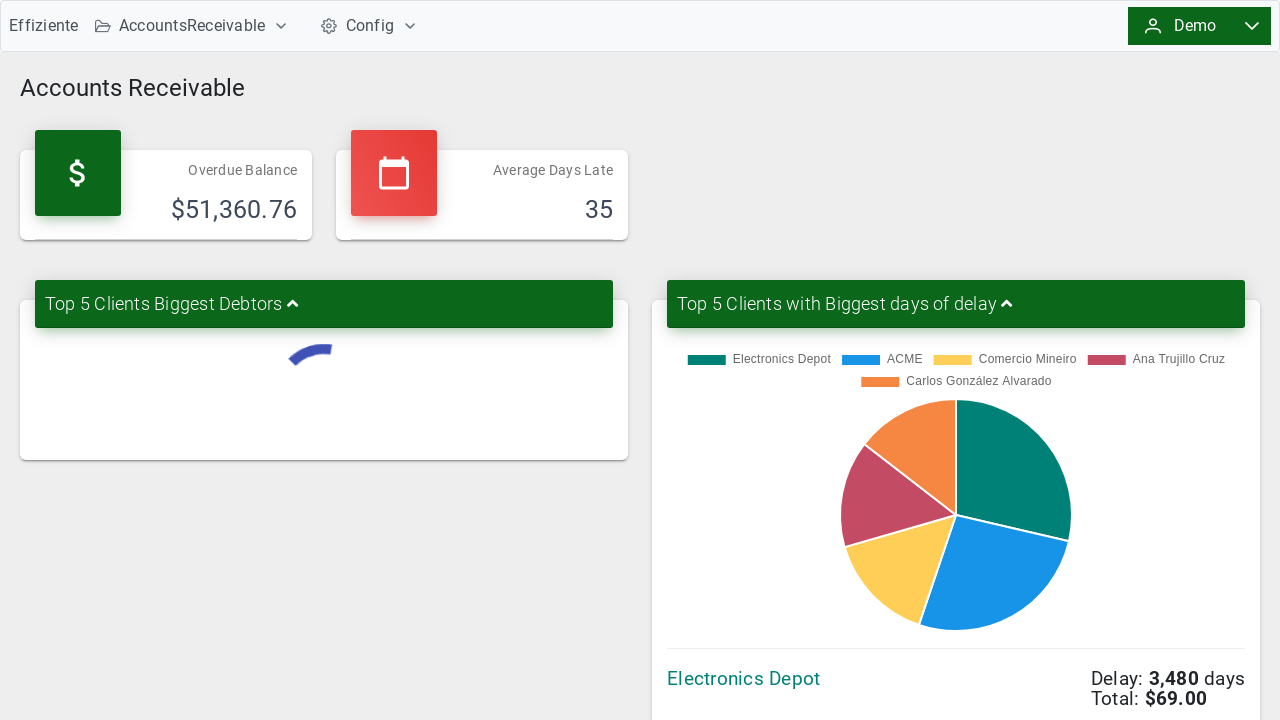 Effiziente AccountsReceivable Config Demo
Accounts Receivable
Overdue Balance
$51,360.76
Average Days Late
35
Top 5 Clients Biggest Debtors
Top 5 Clients with Biggest days of delay
Electronics Depot ACME Comercio Mineiro Ana Trujillo Cruz
Carlos González Alvarado
Electronics Depot
Delay: 3,480 days
Total: $69.00